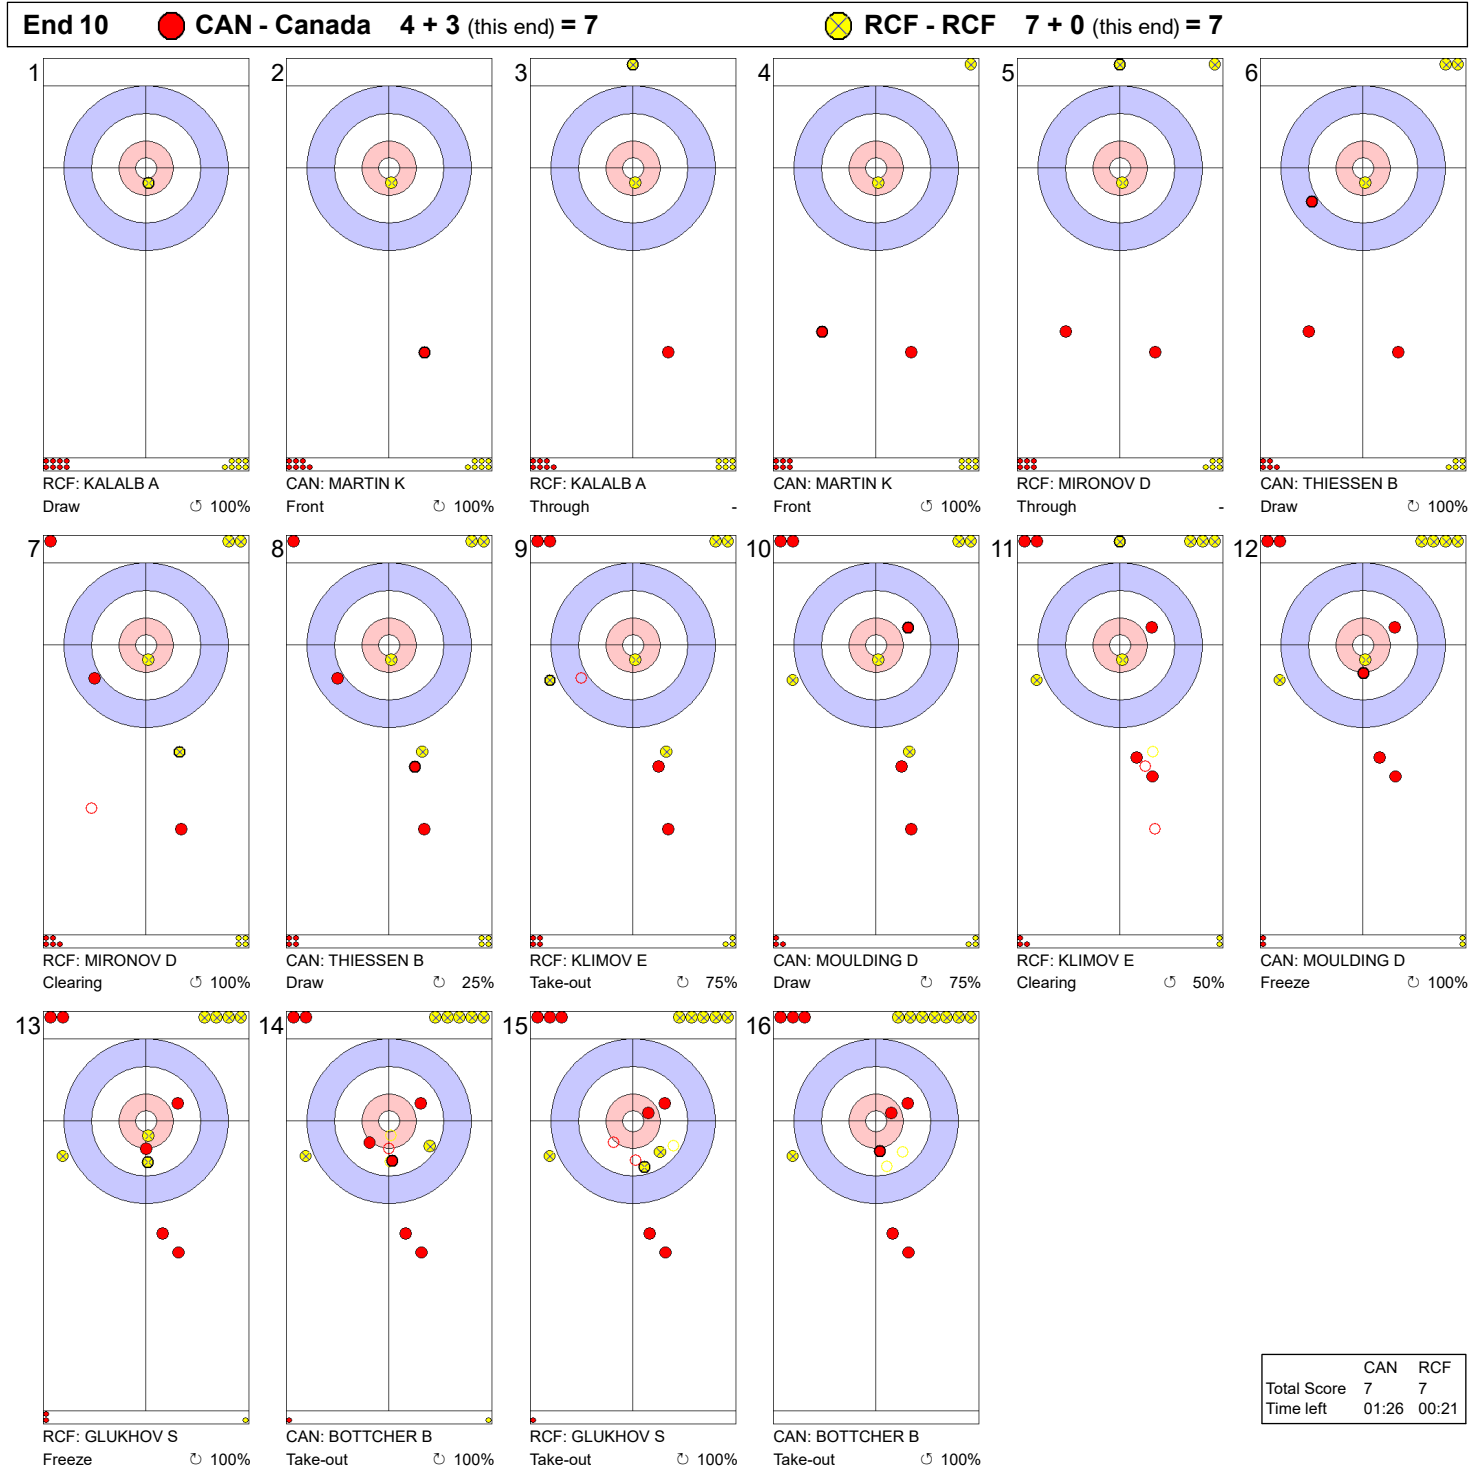 End 10 CAN - Canada 4 + 3 (this end) = 7 RCF - RCF 7 + 0 (this end) = 7
1 2 3 4 5 6
RCF: KALALB A CAN: MARTIN K RCF: KALALB A CAN: MARTIN K RCF: MIRONOV D CAN: THIESSEN B
Draw ↺ 100% Front ↻ 100% Through - Front ↺ 100% Through - Draw ↻ 100%
7 8 9 10 11 12
RCF: MIRONOV D CAN: THIESSEN B RCF: KLIMOV E CAN: MOULDING D RCF: KLIMOV E CAN: MOULDING D
Clearing ↺ 100% Draw ↻ 25% Take-out ↻ 75% Draw ↺ 75% Clearing ↺ 50% Freeze ↻ 100%
13 14 15 16
RCF: GLUKHOV S CAN: BOTTCHER B RCF: GLUKHOV S CAN: BOTTCHER B
Freeze ↻ 100% Take-out ↻ 100% Take-out ↻ 100% Take-out ↻ 100%
CAN RCF
Total Score 7 7
Time left 01:26 00:21